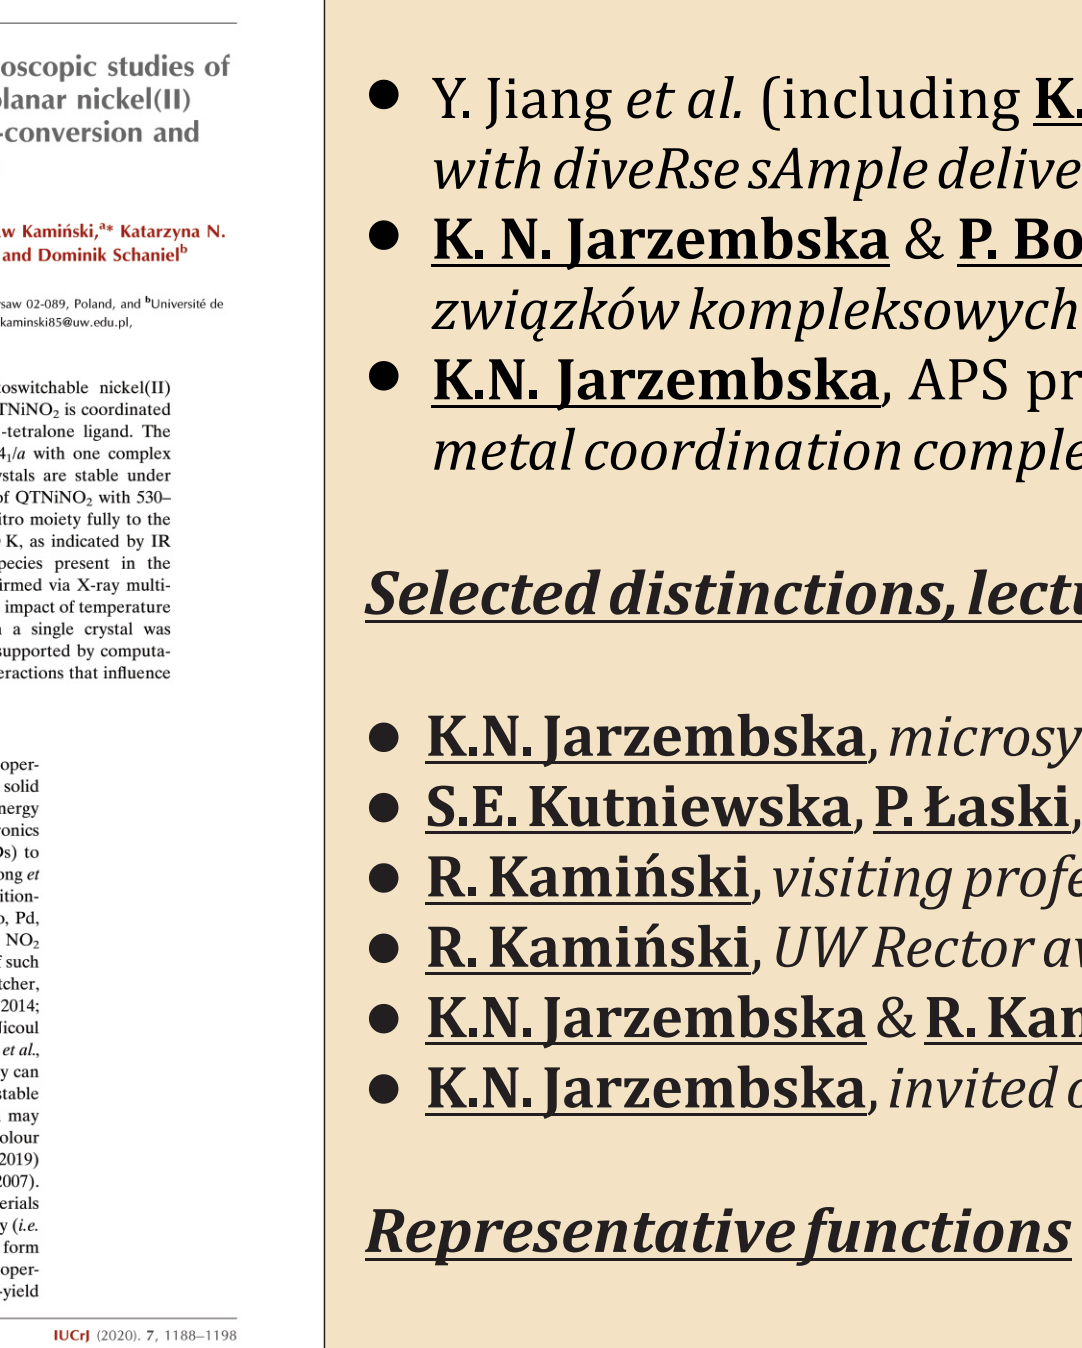 oscopic studies of
planar nickel(II)
-conversion and
Kamiński,ᵃ* Katarzyna N.
and Dominik Schanielᵇ
02-089, Poland, and ᵇUniversité de
kaminski85@uw.edu.pl,
oswitchable nickel(II)
TNiNO₂ is coordinated
-tetralone ligand. The
4₁/a with one complex
ystals are stable under
of QTNiNO₂ with 530–
itro moiety fully to the
K, as indicated by IR
pecies present in the
irmed via X-ray multi-
impact of temperature
a single crystal was
supported by computa-
eractions that influence
oper-
solid
nergy
ronics
Ds) to
ong et
ition-
o, Pd,
NO₂
f such
tcher,
2014;
Nicoul
et al.,
y can
stable
may
olour
2019)
2007).
erials
y (i.e.
form
oper-
-yield
IUCrJ (2020). 7, 1188–1198
● Y. Jiang et al. (including K.
with diveRse sAmple delive
● K. N. Jarzembska & P. Bo
związków kompleksowych
● K.N. Jarzembska, APS pr
metal coordination comple
Selected distinctions, lectu
● K.N. Jarzembska, microsy
● S.E. Kutniewska, P. Łaski,
● R. Kamiński, visiting profe
● R. Kamiński, UW Rector aw
● K.N. Jarzembska & R. Kam
● K.N. Jarzembska, invited o
Representative functions